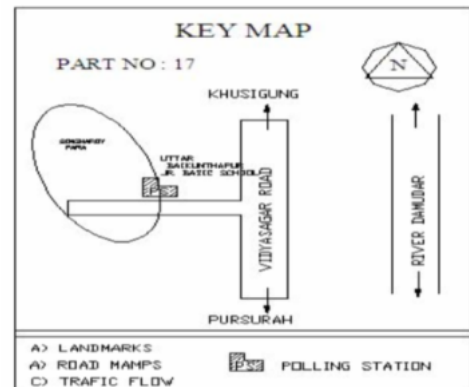 KEY MAP
PART NO : 17
N
KHUSIGUNG
UTTAR
BAIKUNTHAPUR
JR. BASIC SCHOOL
PS
VIDYASAGAR ROAD
RIVER DAMUDAR
PURSURAH
A) LANDMARKS
A) ROAD MAMPS
C) TRAFIC FLOW
PS
POLLING STATION